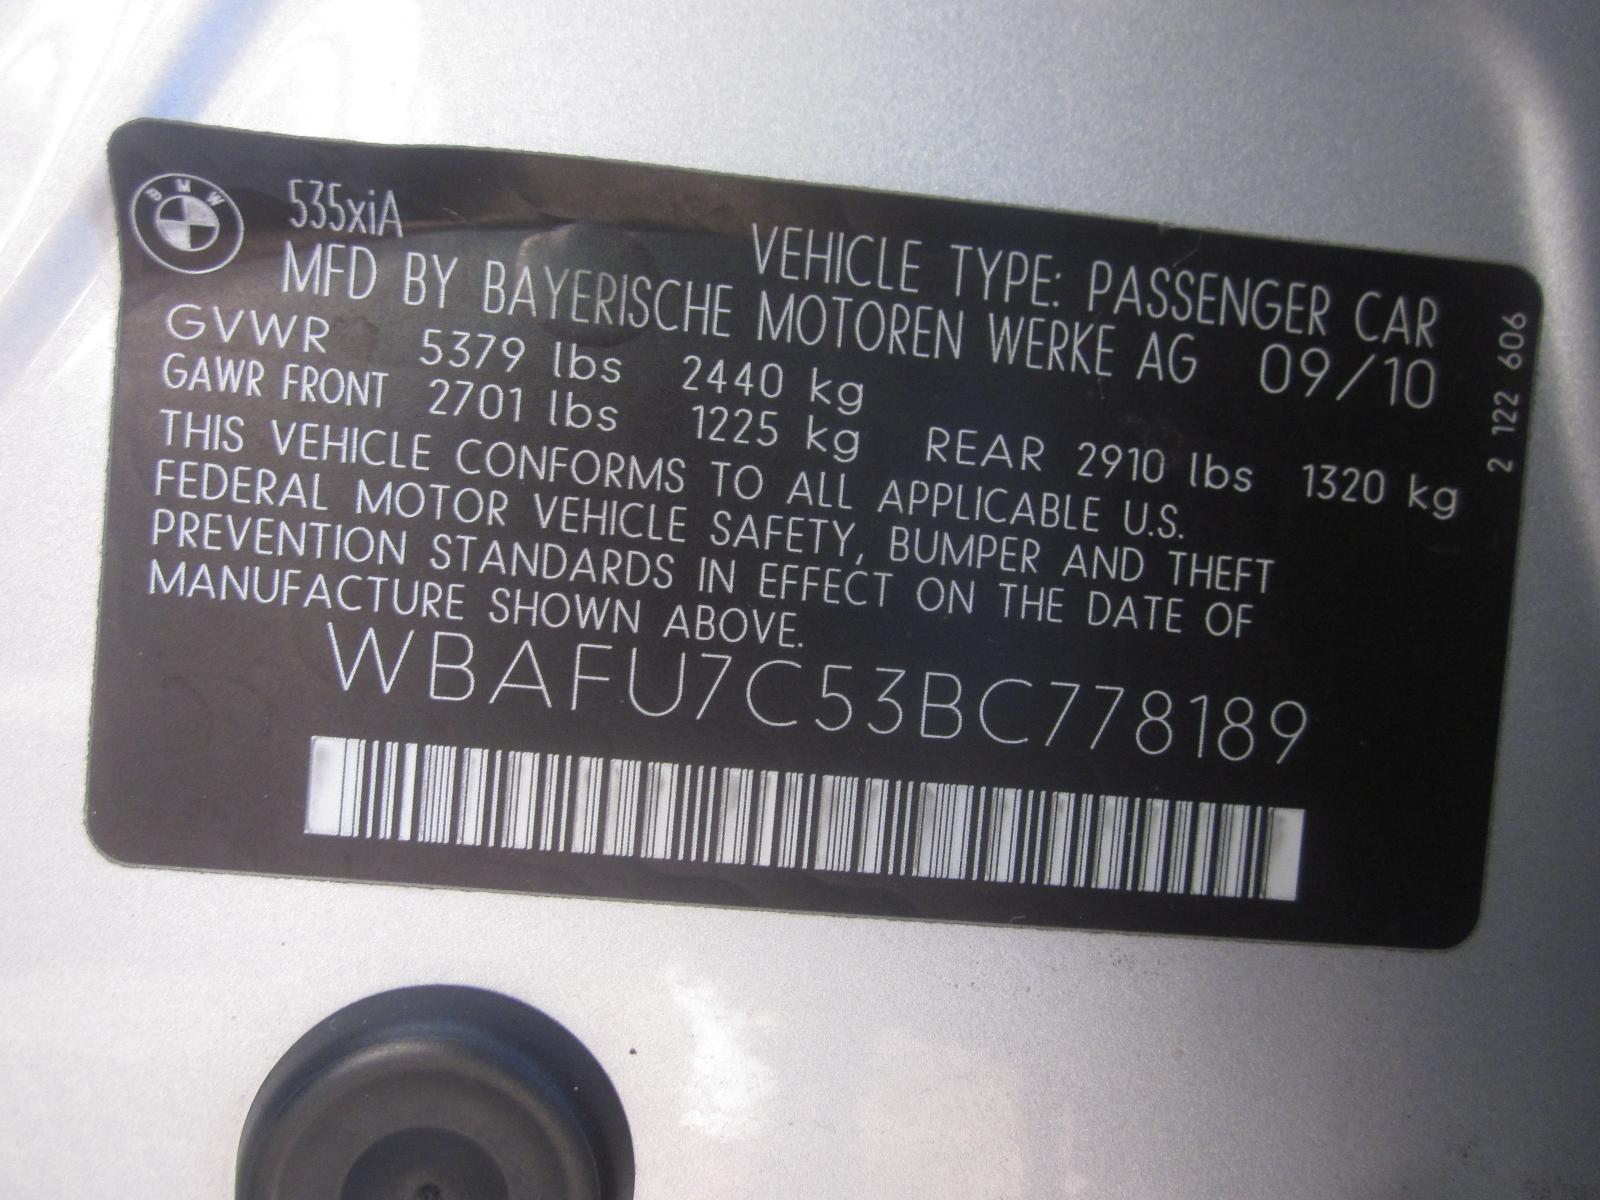 BMW
535xiA
VEHICLE TYPE: PASSENGER CAR
MFD BY BAYERISCHE MOTOREN WERKE AG 09/10
GVWR 5379 lbs 2440 kg
GAWR FRONT 2701 lbs 1225 kg REAR 2910 lbs 1320 kg
THIS VEHICLE CONFORMS TO ALL APPLICABLE U.S.
FEDERAL MOTOR VEHICLE SAFETY, BUMPER AND THEFT
PREVENTION STANDARDS IN EFFECT ON THE DATE OF
MANUFACTURE SHOWN ABOVE.
WBAFU7C53BC778189
2 122 606